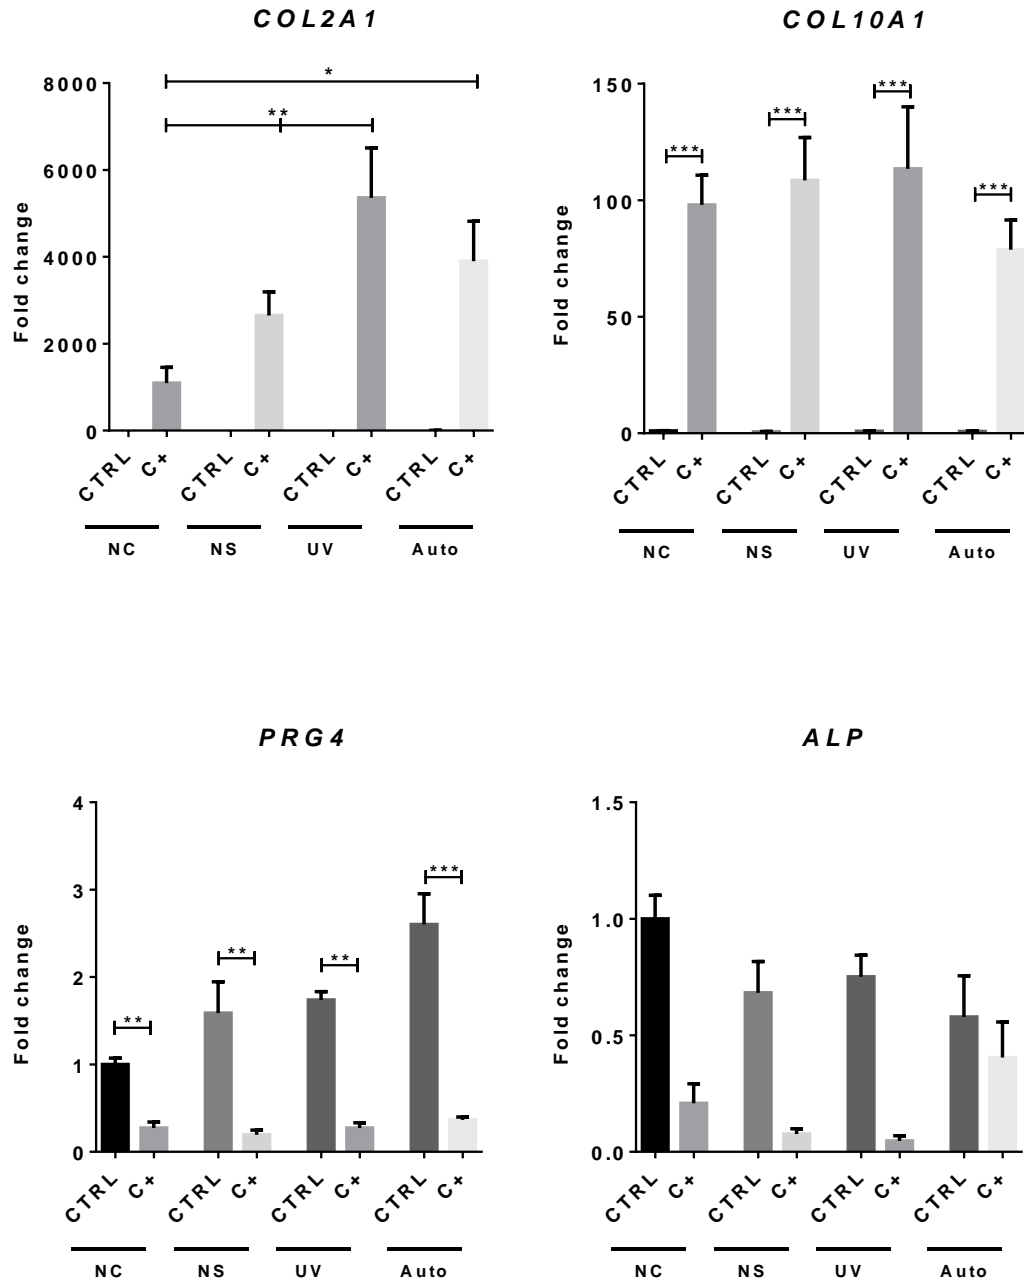 COL2A1
8000
6000
4000
2000
0
Fold change
*
**
CTRL C+ CTRL C+ CTRL C+ CTRL C+
NC NS UV Auto
COL10A1
150
100
50
0
Fold change
***
***
***
***
CTRL C+ CTRL C+ CTRL C+ CTRL C+
NC NS UV Auto
PRG4
4
3
2
1
0
Fold change
**
**
**
***
CTRL C+ CTRL C+ CTRL C+ CTRL C+
NC NS UV Auto
ALP
1.5
1.0
0.5
0.0
Fold change
CTRL C+ CTRL C+ CTRL C+ CTRL C+
NC NS UV Auto